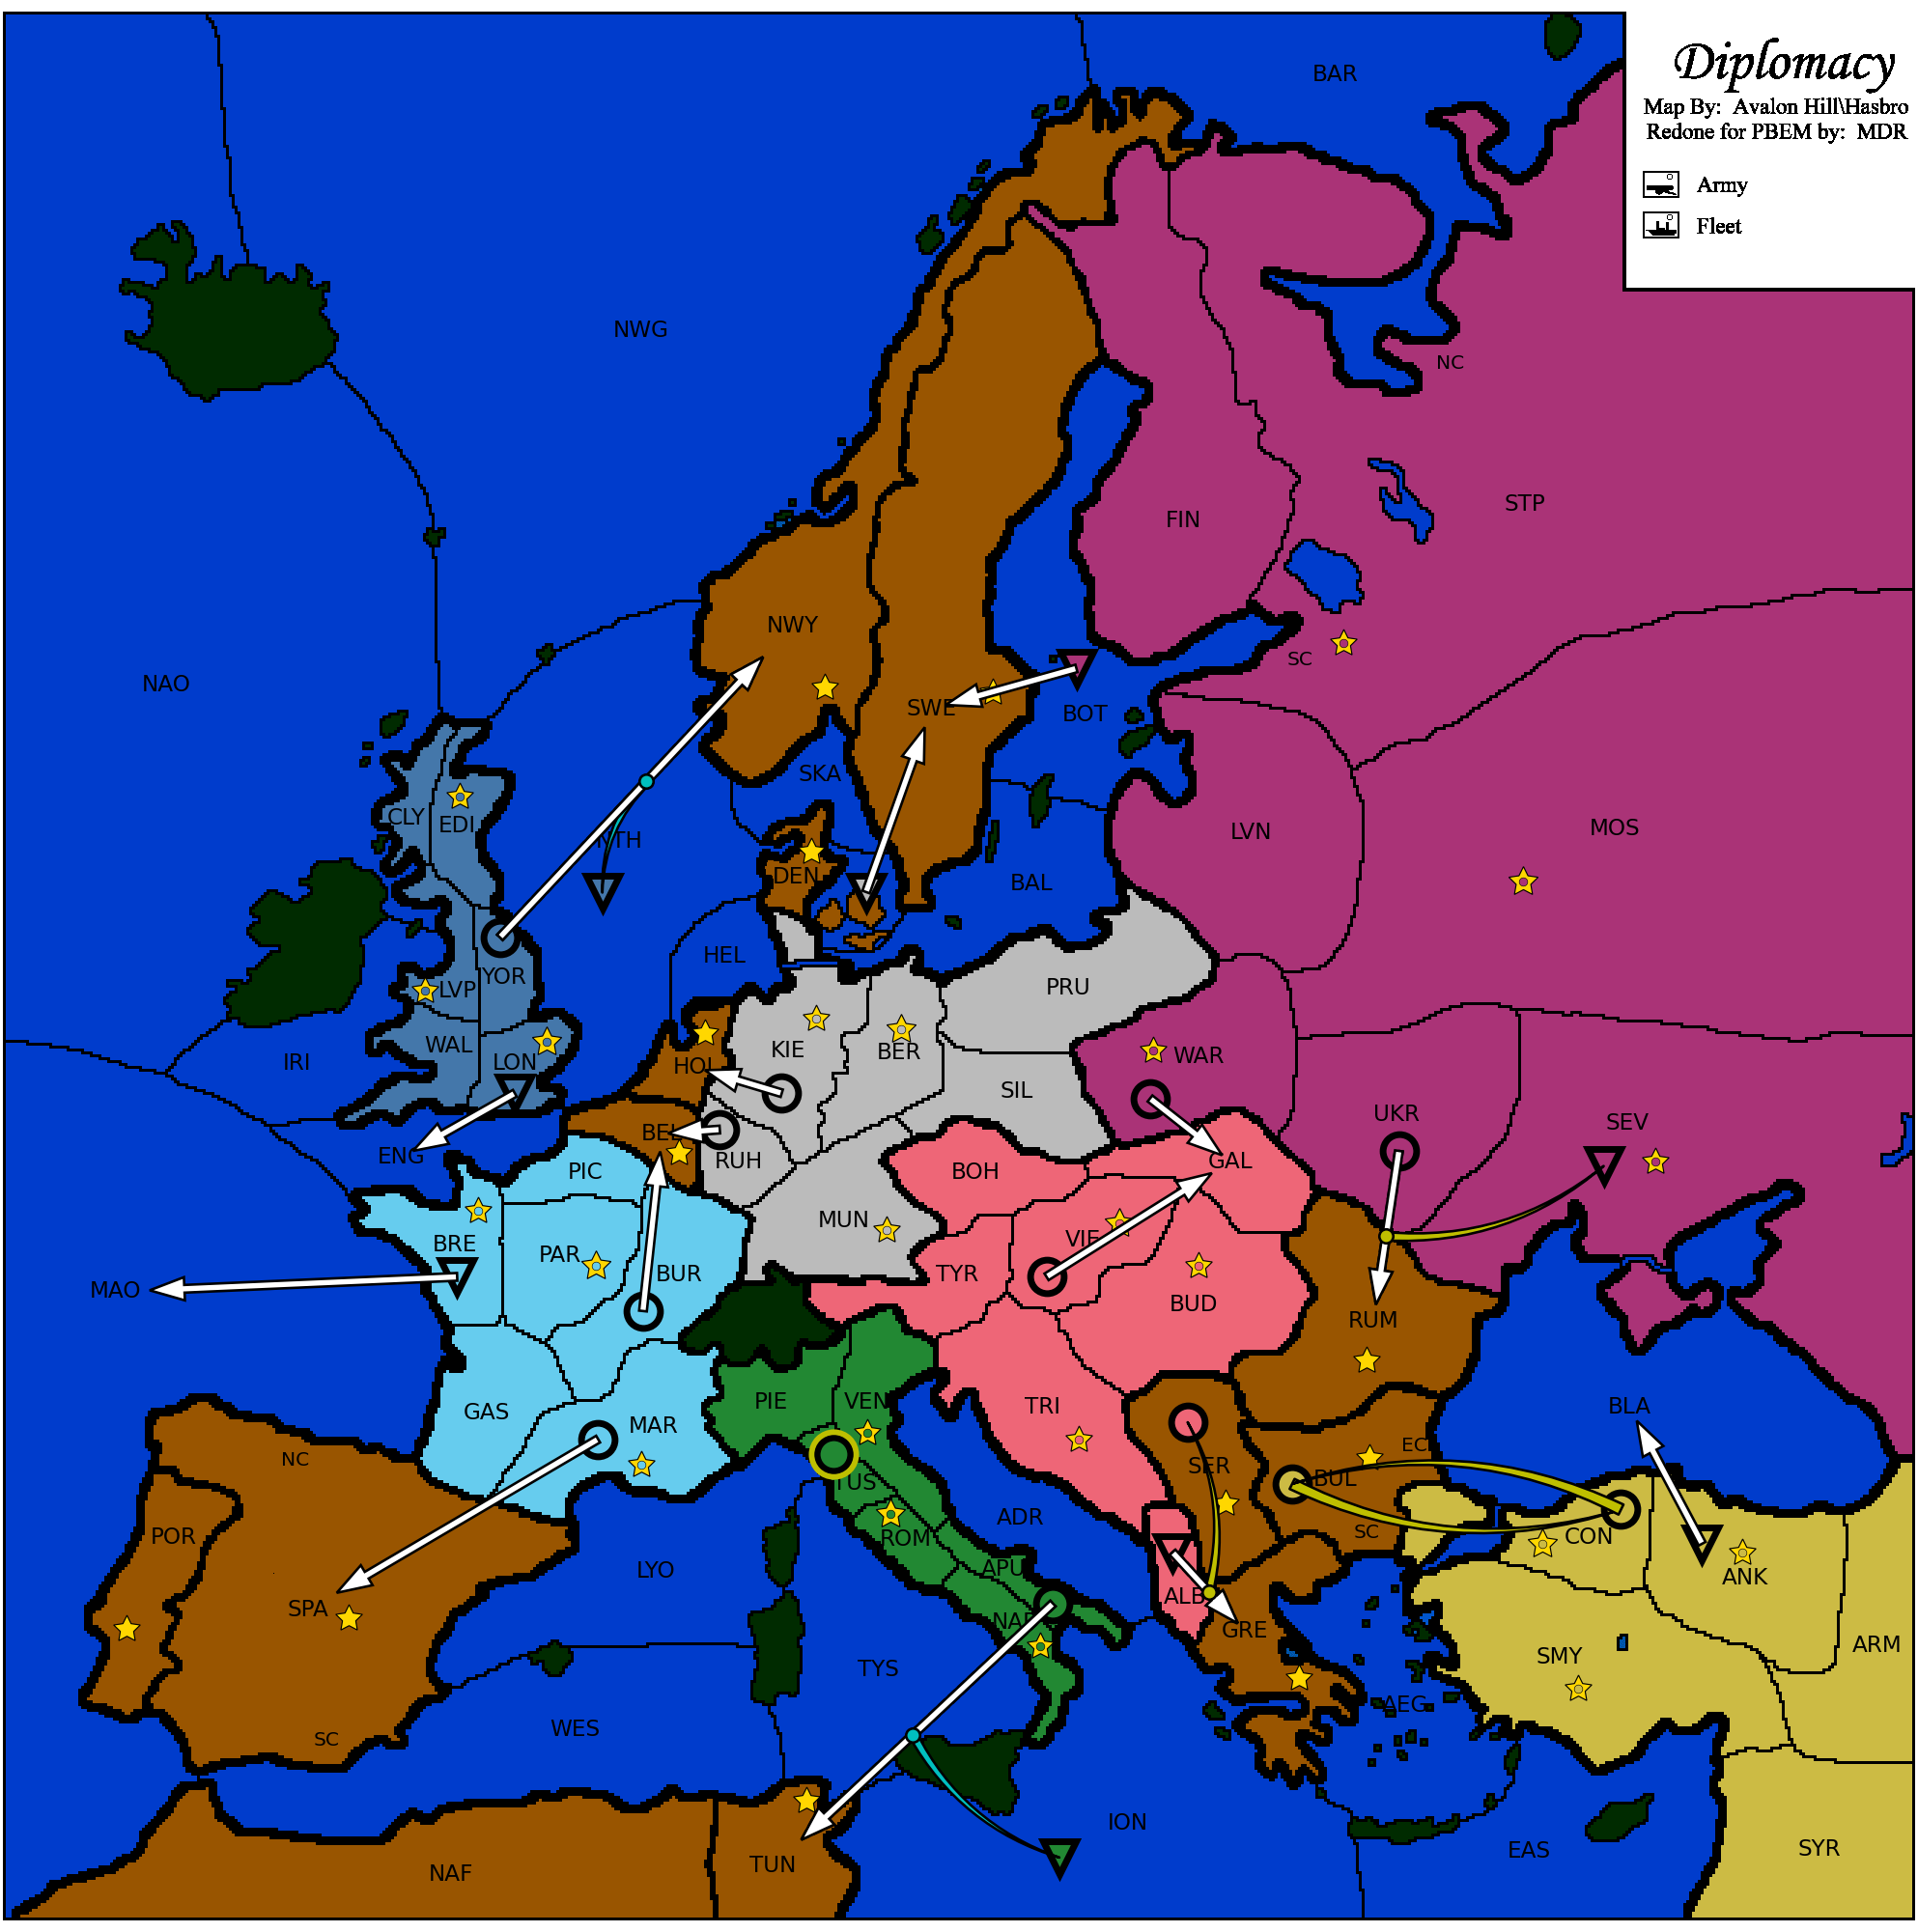 Diplomacy
Map By: Avalon Hill\Hasbro
Redone for PBEM by: MDR
Army
Fleet
BAR
NWG
NC
STP
FIN
NWY
NAO
SWE
BOT
SC
SKA
CLY
EDI
NTH
LVN
MOS
DEN
BAL
HEL
YOR
LVP
PRU
WAL
LON
IRI
KIE
BER
HOL
WAR
SIL
UKR
SEV
BEL
ENG
RUH
PIC
BOH
GAL
MUN
BRE
PAR
BUR
VIE
TYR
MAO
BUD
RUM
PIE
VEN
GAS
MAR
TRI
BLA
NC
EC
SER
BUL
TUS
POR
ROM
ADR
SC
CON
LYO
APU
ANK
SPA
ALB
NAP
GRE
ARM
SMY
TYS
AEG
WES
SC
ION
EAS
NAF
TUN
SYR